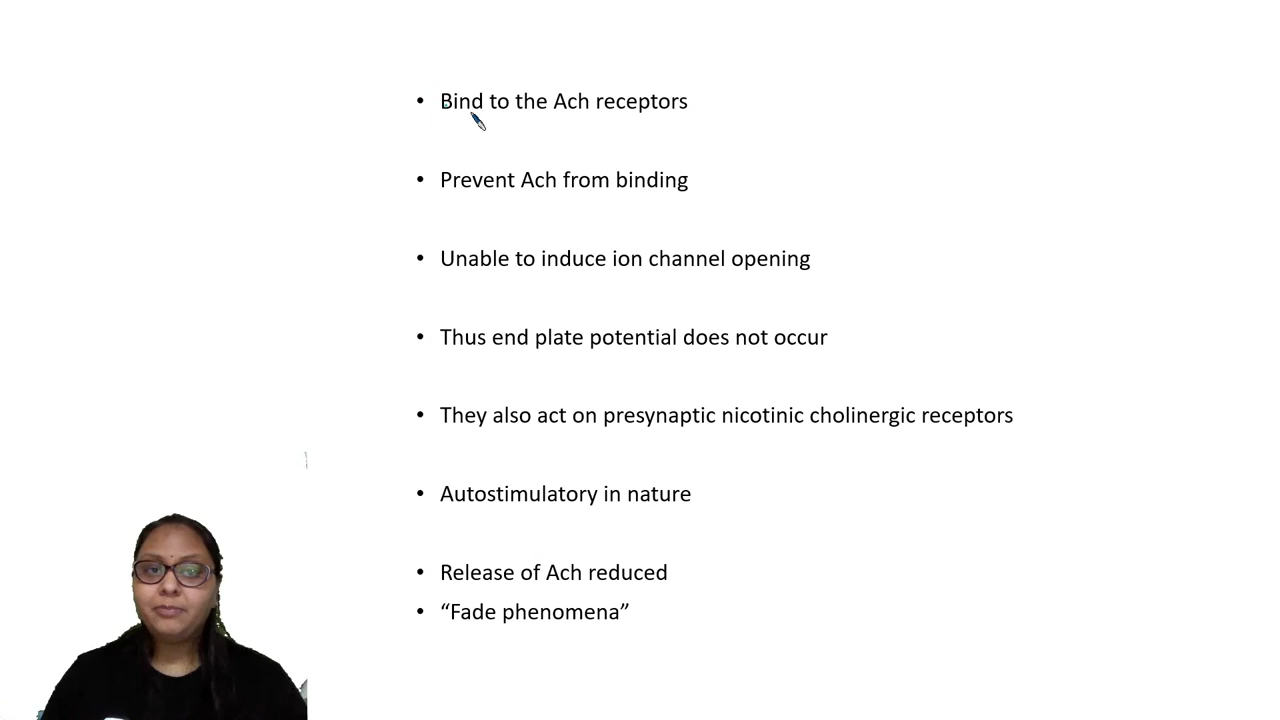 • Bind to the Ach receptors
• Prevent Ach from binding
• Unable to induce ion channel opening
• Thus end plate potential does not occur
• They also act on presynaptic nicotinic cholinergic receptors
• Autostimulatory in nature
• Release of Ach reduced
• “Fade phenomena”